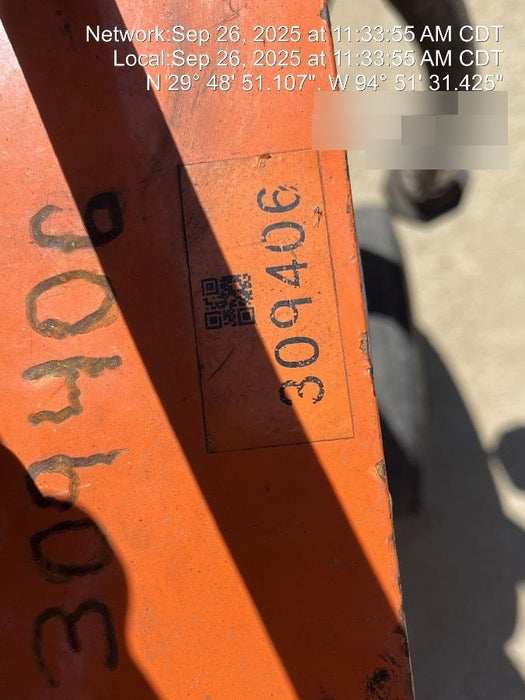 Network:Sep 26, 2025 at 11:33:55 AM CDT
Local:Sep 26, 2025 at 11:33:55 AM CDT
N 29° 48' 51.107", W 94° 51' 31.425"
309406
309406